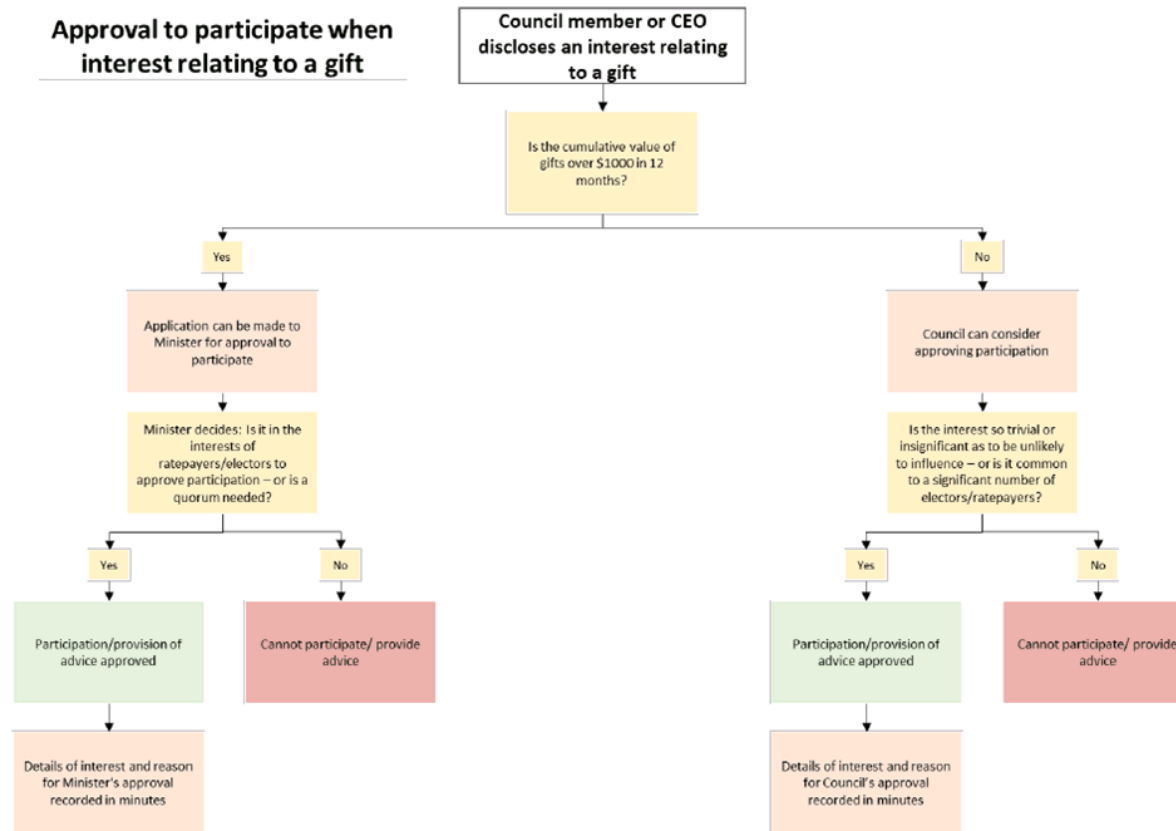 Approval to participate when
interest relating to a gift
Council member or CEO
discloses an interest relating
to a gift
Is the cumulative value of
gifts over $1000 in 12
months?
Yes
No
Application can be made to
Minister for approval to
participate
Council can consider
approving participation
Minister decides: Is it in the
interests of
ratepayers/electors to
approve participation – or is a
quorum needed?
Is the interest so trivial or
insignificant as to be unlikely
to influence – or is it common
to a significant number of
electors/ratepayers?
Yes
No
Yes
No
Participation/provision of
advice approved
Cannot participate/ provide
advice
Participation/provision of
advice approved
Cannot participate/ provide
advice
Details of interest and reason
for Minister's approval
recorded in minutes
Details of interest and reason
for Council's approval
recorded in minutes